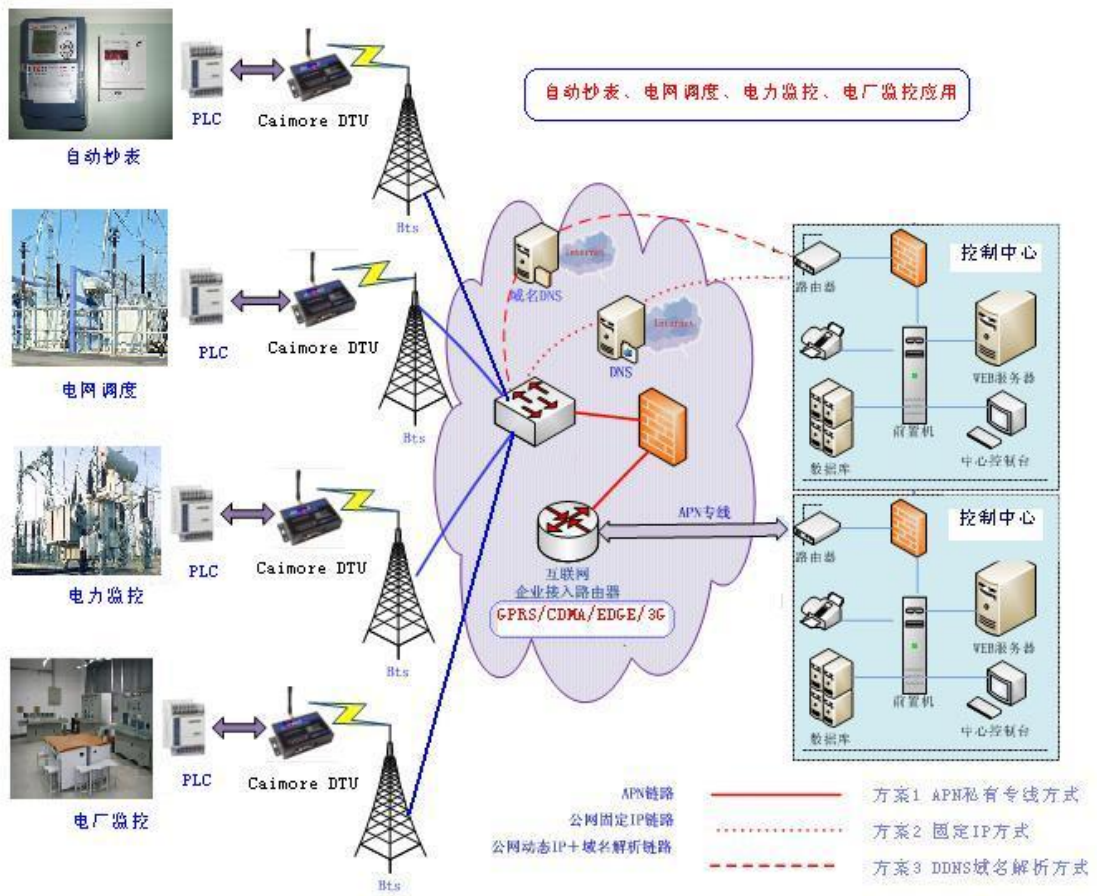 自动抄表、电网调度、电力监控、电厂监控应用
PLC
Caimore DTU
自动抄表
Bts
PLC
Caimore DTU
电网调度
Bts
PLC
Caimore DTU
电力监控
Bts
PLC
Caimore DTU
电厂监控
Bts
Internet
域名DNS
Internet
DNS
互联网
企业接入路由器
GPRS/CDMA/EDGE/3G
APN专线
控制中心
路由器
WEB服务器
前置机
数据库
中心控制台
控制中心
路由器
WEB服务器
前置机
数据库
中心控制台
APN链路
方案1 APN私有专线方式
公网固定IP链路
方案2 固定IP方式
公网动态IP+域名解析链路
方案3 DDNS域名解析方式